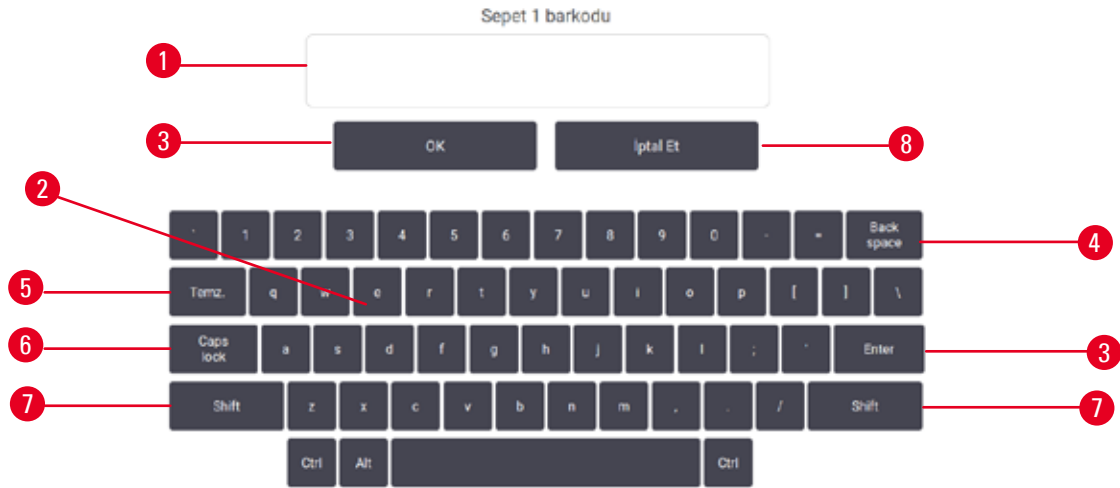 Sepet 1 barkodu
1
3 OK İptal Et 8
2
` 1 2 3 4 5 6 7 8 9 0 - = Back space 4
5 Temz. q w e r t y u i o p [ ] \
6 Caps lock a s d f g h j k l ; ' Enter 3
7 Shift z x c v b n m , . / Shift 7
Ctrl Alt Ctrl